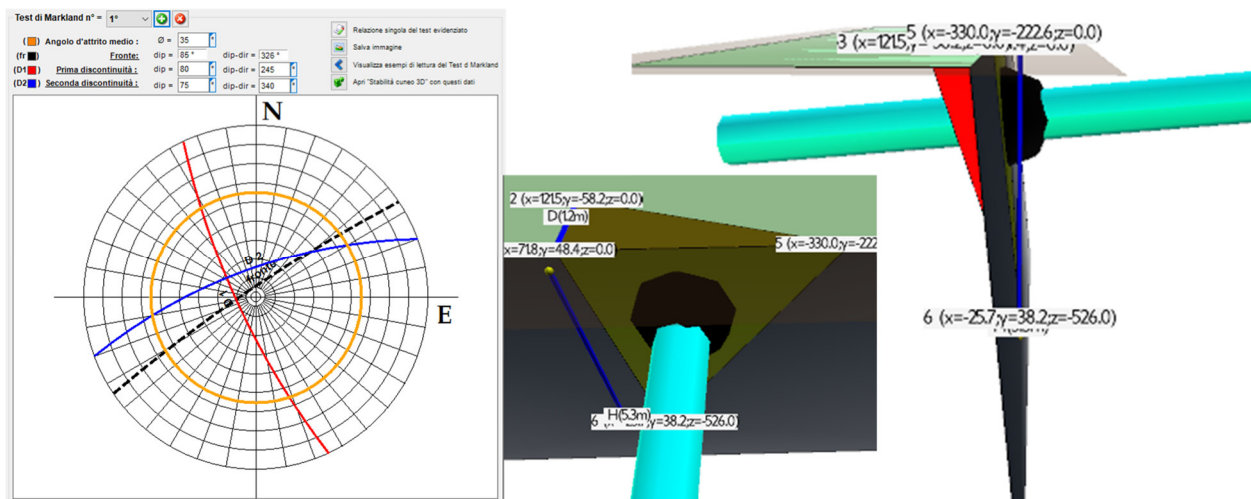 Test di Markland n° = 1°
( ) Angolo d'attrito medio : Ø = 35
(fr ) Fronte: dip = 85° dip-dir = 326 °
(D1 ) Prima discontinuità : dip = 80 dip-dir = 245
(D2 ) Seconda discontinuità : dip = 75 dip-dir = 340
Relazione singola del test evidenziato
Salva immagine
Visualizza esempi di lettura del Test d Markland
Apri "Stabilità cuneo 3D" con questi dati
N
E
D 2
fronte
2 (x=121.5;y=-58.2;z=0.0)
D(1.2m)
x=71.8;y=48.4;z=0.0)
5 (x=-330.0;y=-222
H(5.3m)
6 y=38.2;z=-526.0)
5 (x=-330.0;y=-222.6;z=0.0)
6 (x=-25.7;y=38.2;z=-526.0)